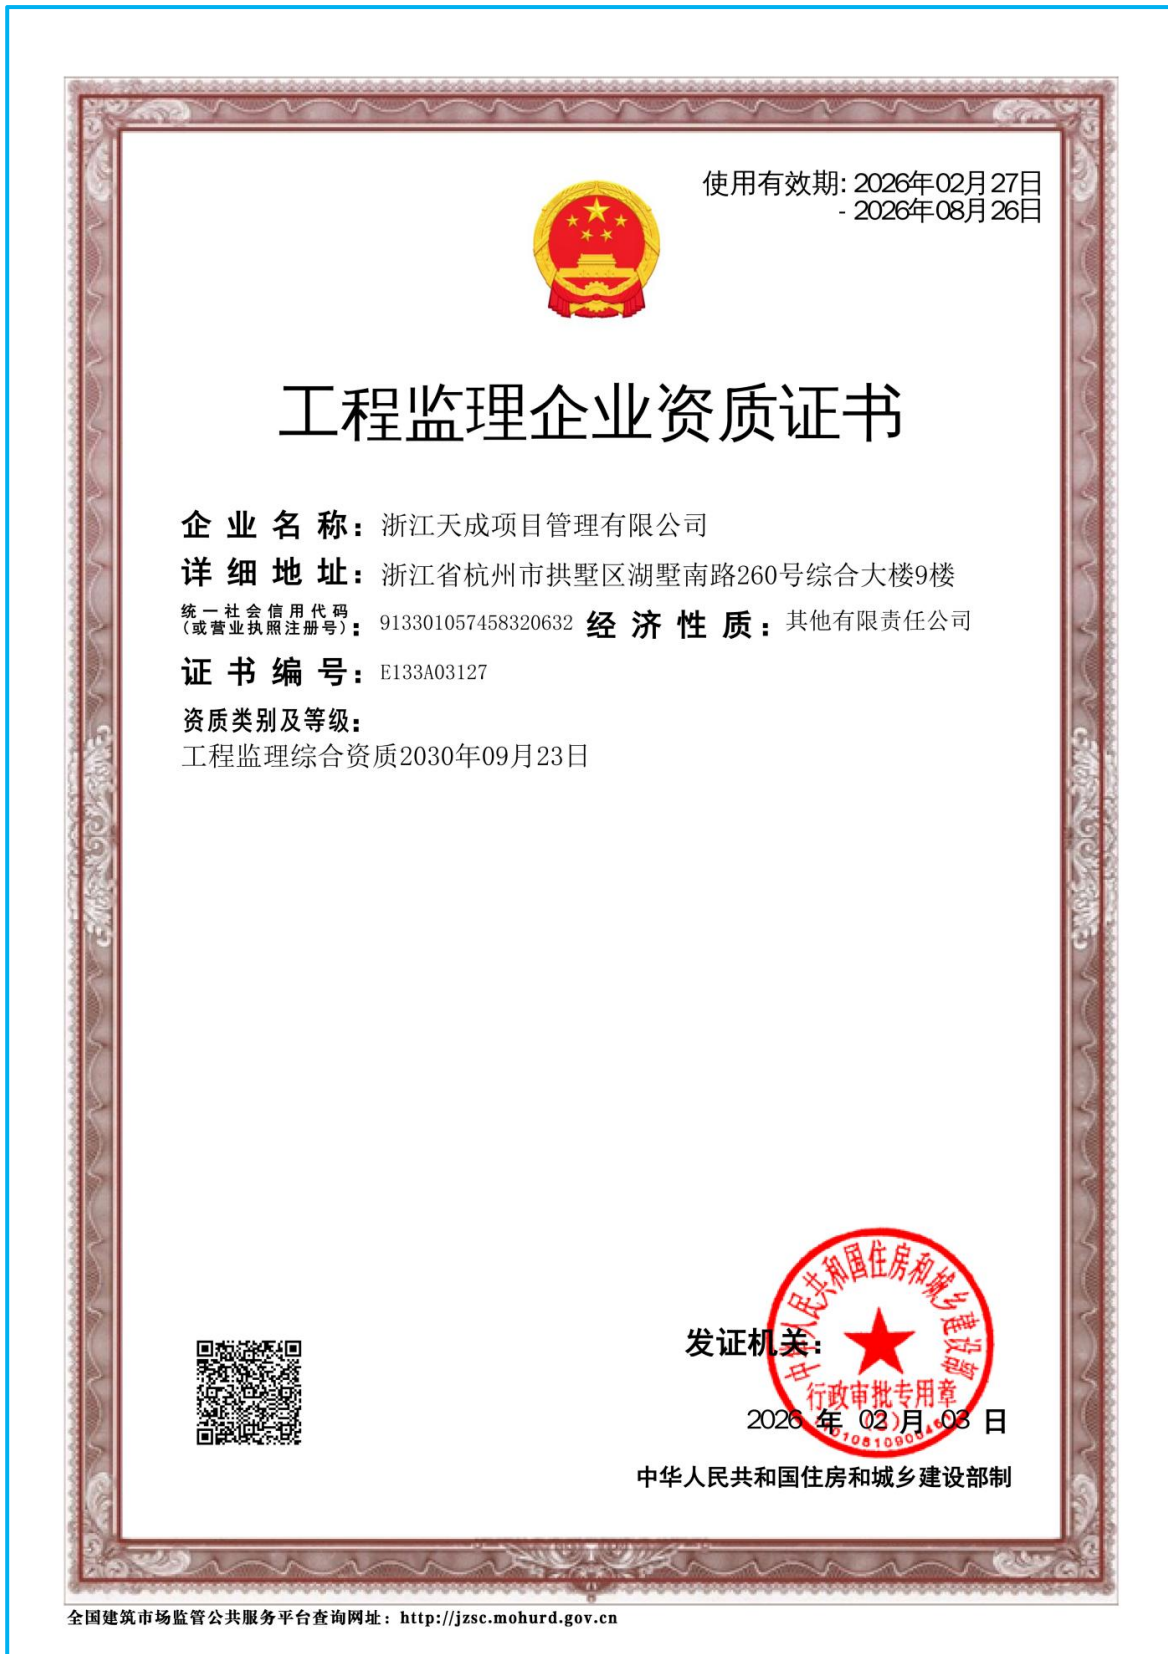 使用有效期: 2026年02月27日
- 2026年08月26日
工程监理企业资质证书
企业名称：浙江天成项目管理有限公司
详细地址：浙江省杭州市拱墅区湖墅南路260号综合大楼9楼
统一社会信用代码
(或营业执照注册号)：913301057458320632 经济性质：其他有限责任公司
证书编号：E133A03127
资质类别及等级：
工程监理综合资质2030年09月23日
中华人民共和国住房和城乡建设部
发证机关：
行政审批专用章
(3)
2026 年 02 月 03 日
中华人民共和国住房和城乡建设部制
全国建筑市场监管公共服务平台查询网址：http://jzsc.mohurd.gov.cn